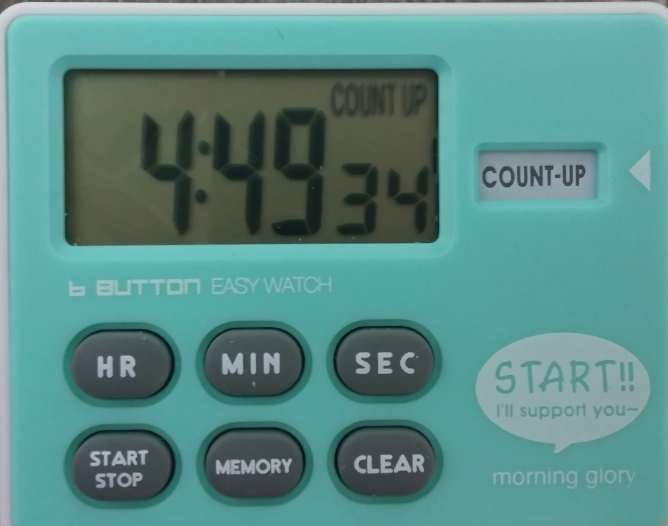 COUNT UP
4:49 34
COUNT-UP
6 BUTTON EASY WATCH
HR
MIN
SEC
START!!
I'll support you~
START
STOP
MEMORY
CLEAR
morning glory